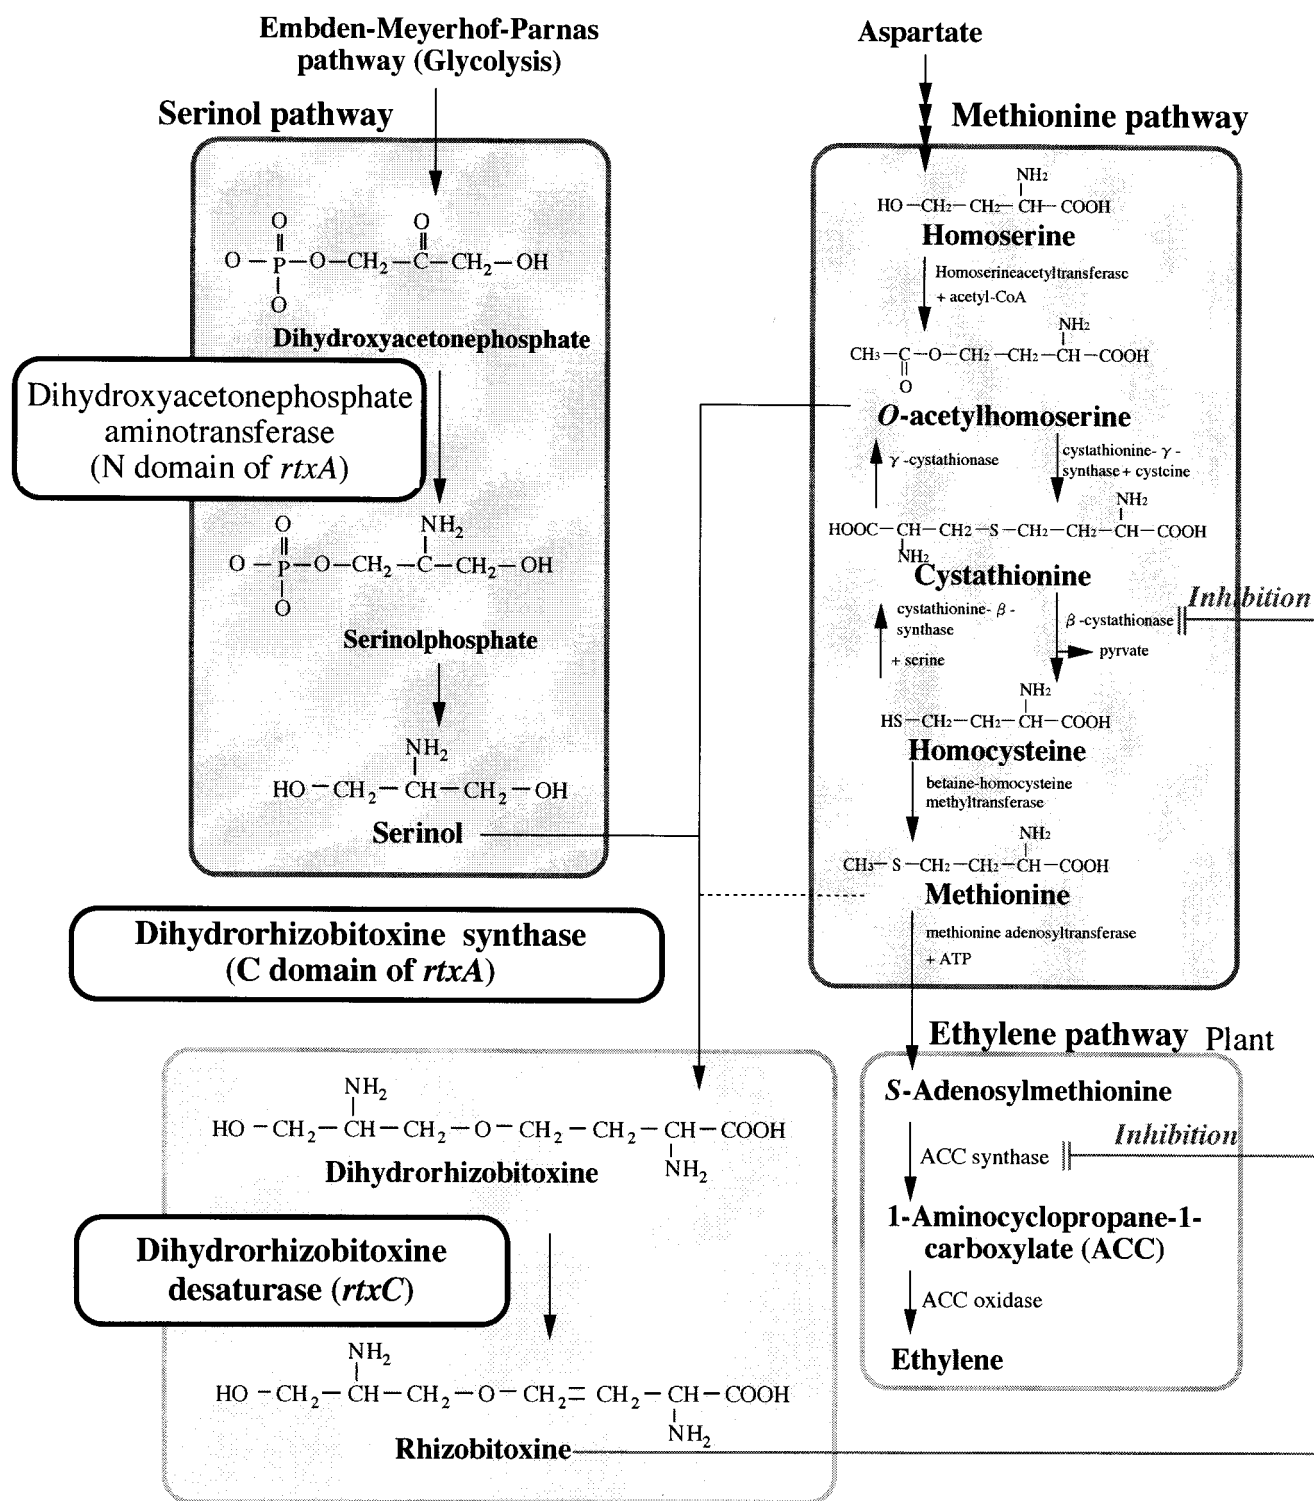 Embden-Meyerhof-Parnas
pathway (Glycolysis)
Serinol pathway
O
O
O — P — O — CH₂ — C — CH₂ — OH
O
Dihydroxyacetonephosphate
Dihydroxyacetonephosphate
aminotransferase
(N domain of rtxA)
O
NH₂
O — P — O — CH₂ — C — CH₂ — OH
O
Serinolphosphate
NH₂
HO — CH₂ — CH — CH₂ — OH
Serinol
Dihydrorhizobitoxine synthase
(C domain of rtxA)
NH₂
HO — CH₂ — CH — CH₂ — O — CH₂ — CH₂ — CH — COOH
NH₂
Dihydrorhizobitoxine
Dihydrorhizobitoxine
desaturase (rtxC)
NH₂
HO — CH₂ — CH — CH₂ — O — CH₂ = CH₂ — CH — COOH
NH₂
Rhizobitoxine
Aspartate
Methionine pathway
NH₂
HO — CH₂ — CH₂ — CH — COOH
Homoserine
Homoserineacetyltransferase
+ acetyl-CoA
NH₂
CH₃ — C — O — CH₂ — CH₂ — CH — COOH
O
O-acetylhomoserine
γ -cystathionase
cystathionine- γ -
synthase + cysteine
NH₂
HOOC — CH — CH₂ — S — CH₂ — CH₂ — CH — COOH
NH₂
Cystathionine
cystathionine- β -
synthase
+ serine
β -cystathionase
Inhibition
pyrvate
NH₂
HS — CH₂ — CH₂ — CH — COOH
Homocysteine
betaine-homocysteine
methyltransferase
NH₂
CH₃ — S — CH₂ — CH₂ — CH — COOH
Methionine
methionine adenosyltransferase
+ ATP
Ethylene pathway Plant
S-Adenosylmethionine
ACC synthase
Inhibition
1-Aminocyclopropane-1-
carboxylate (ACC)
ACC oxidase
Ethylene